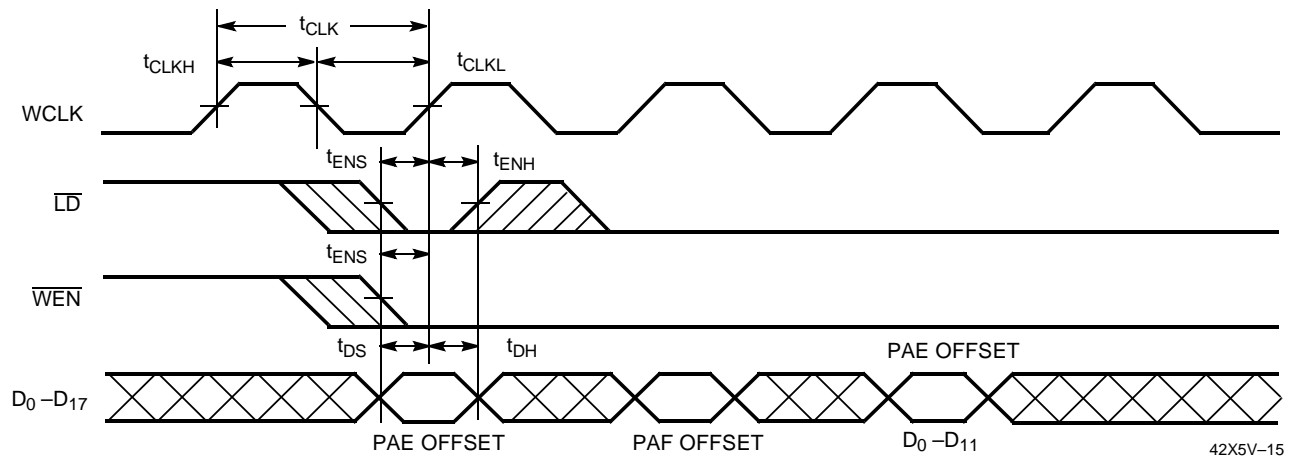 tCLK
tCLKH
tCLKL
WCLK
tENS
tENH
LD
tENS
WEN
tDS
tDH
PAE OFFSET
D0 –D17
PAE OFFSET
PAF OFFSET
D0 –D11
42X5V–15